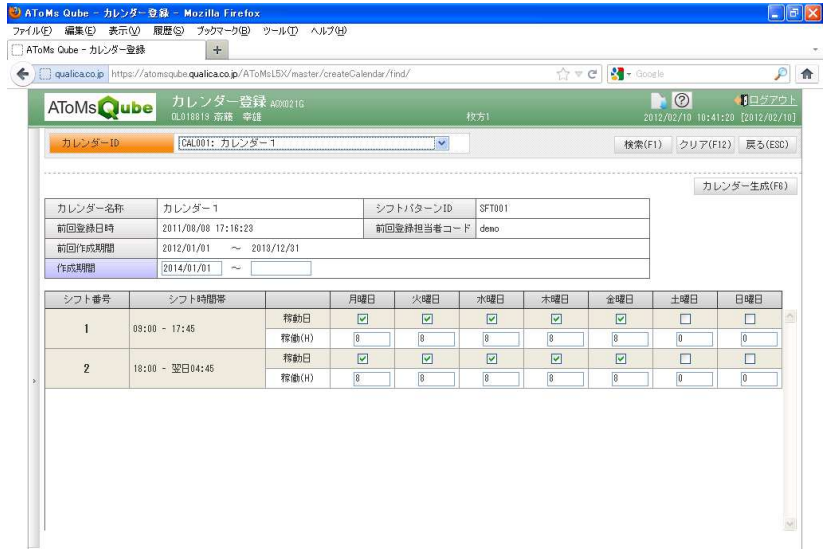 AToMs Qube - カレンダー登録 - Mozilla Firefox
ファイル(F) 編集(E) 表示(V) 履歴(S) ブックマーク(B) ツール(T) ヘルプ(H)
AToMs Qube - カレンダー登録 +
qualica.co.jp https://atomsqube.qualica.co.jp/AToMsL5X/master/createCalendar/find/ Google
AToMs Qube カレンダー登録 ADX021G ログアウト
OL018819 斎藤 幸雄 枚方1 2012/02/10 10:41:20 [2012/02/10]
カレンダーID CAL001: カレンダー1 検索(F1) クリア(F12) 戻る(ESC)
カレンダー生成(F6)
カレンダー名称 カレンダー1 シフトパターンID SFT001
前回登録日時 2011/08/08 17:16:23 前回登録担当者コード demo
前回作成期間 2012/01/01 ～ 2013/12/31
作成期間 2014/01/01 ～
シフト番号 シフト時間帯 月曜日 火曜日 水曜日 木曜日 金曜日 土曜日 日曜日
1 09:00 - 17:45 稼動日
稼働(H) 8 8 8 8 8 0 0
2 18:00 - 翌日04:45 稼動日
稼働(H) 8 8 8 8 8 0 0